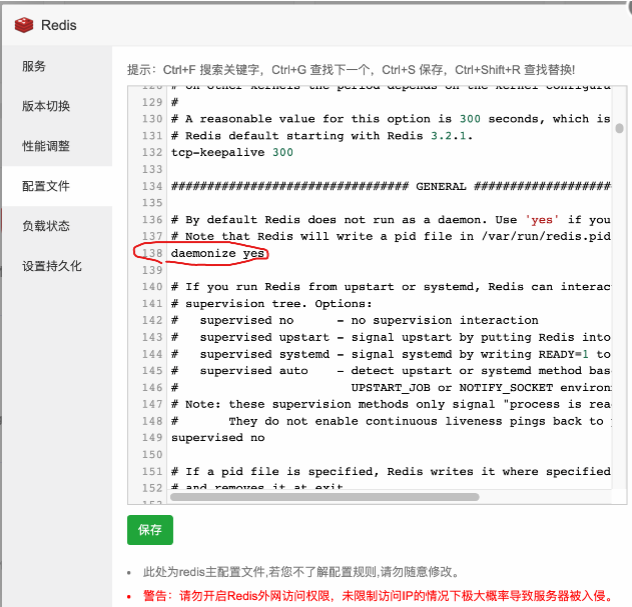 Redis
服务
版本切换
性能调整
配置文件
负载状态
设置持久化
提示：Ctrl+F 搜索关键字，Ctrl+G 查找下一个，Ctrl+S 保存，Ctrl+Shift+R 查找替换!
128 # On other kernels the period depends on the kernel configura
129 #
130 # A reasonable value for this option is 300 seconds, which is
131 # Redis default starting with Redis 3.2.1.
132 tcp-keepalive 300
133
134 ################################# GENERAL ###################
135
136 # By default Redis does not run as a daemon. Use 'yes' if you
137 # Note that Redis will write a pid file in /var/run/redis.pid
138 daemonize yes
139
140 # If you run Redis from upstart or systemd, Redis can interac
141 # supervision tree. Options:
142 #   supervised no      - no supervision interaction
143 #   supervised upstart - signal upstart by putting Redis into
144 #   supervised systemd - signal systemd by writing READY=1 to
145 #   supervised auto    - detect upstart or systemd method bas
146 #                        UPSTART_JOB or NOTIFY_SOCKET environ
147 # Note: these supervision methods only signal "process is rea
148 #       They do not enable continuous liveness pings back to
149 supervised no
150
151 # If a pid file is specified, Redis writes it where specified
152 # and removes it at exit
153
保存
此处为redis主配置文件,若您不了解配置规则,请勿随意修改。
警告：请勿开启Redis外网访问权限，未限制访问IP的情况下极大概率导致服务器被入侵。